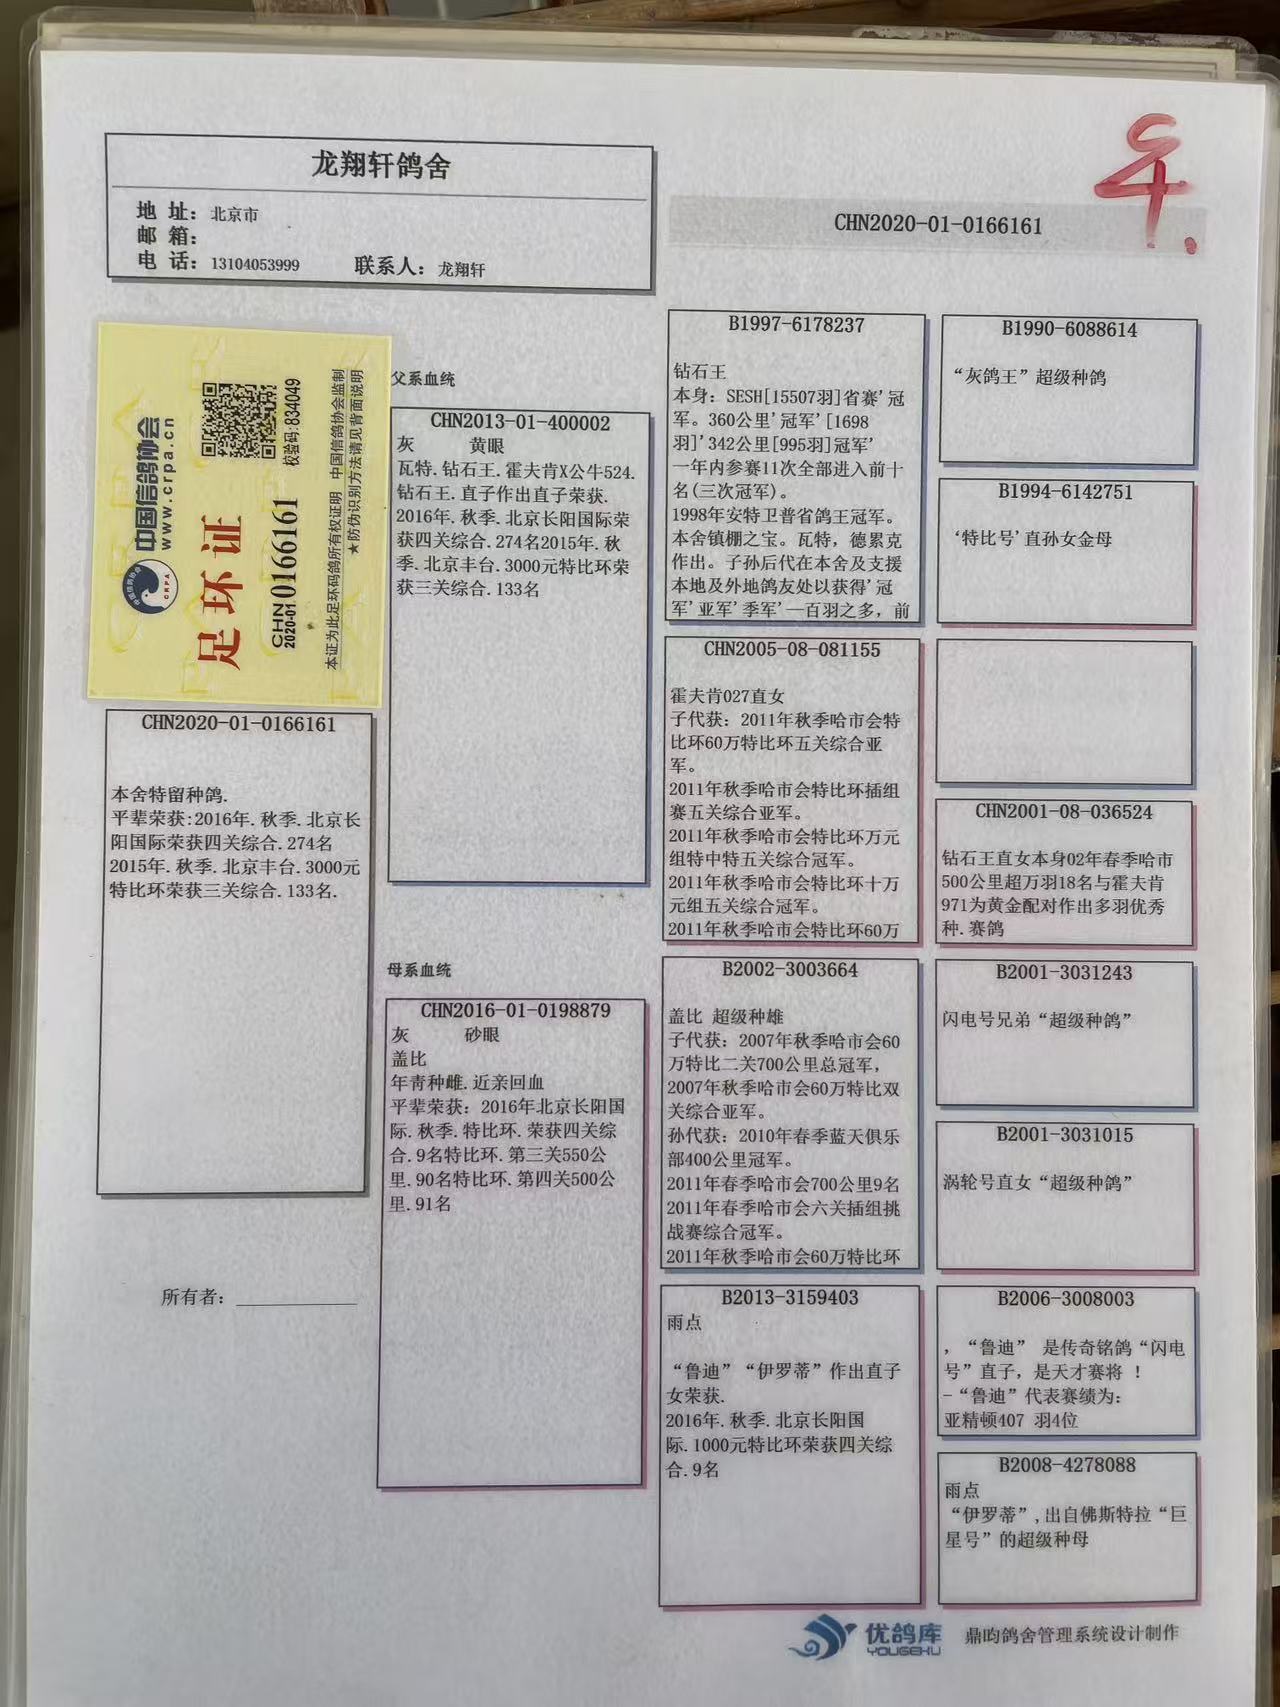 龙翔轩鸽舍
地 址：北京市
邮 箱：
电 话：13104053999 联系人：龙翔轩
CHN2020-01-0166161
中国信鸽协会
www.crpa.cn
CRPA
足环证
CHN
2020-01
0166161
校验码:834049
本证为此足环码鸽所有权证明 中国信鸽协会监制
★防伪识别方法请见背面说明
CHN2020-01-0166161
本舍特留种鸽.
平辈荣获:2016年.秋季.北京长
阳国际荣获四关综合.274名
2015年.秋季.北京丰台.3000元
特比环荣获三关综合.133名.
所有者：
父系血统
CHN2013-01-400002
灰 黄眼
瓦特.钻石王.霍夫肯X公牛524.
钻石王.直子作出直子荣获.
2016年.秋季.北京长阳国际荣
获四关综合.274名2015年.秋
季.北京丰台.3000元特比环荣
获三关综合.133名
母系血统
CHN2016-01-0198879
灰 砂眼
盖比
年青种雌.近亲回血
平辈荣获：2016年北京长阳国
际.秋季.特比环.荣获四关综
合.9名特比环.第三关550公
里.90名特比环.第四关500公
里.91名
B1997-6178237
钻石王
本身：SESH[15507羽]省赛'冠
军。360公里'冠军'[1698
羽]'342公里[995羽]冠军'
一年内参赛11次全部进入前十
名(三次冠军)。
1998年安特卫普省鸽王冠军。
本舍镇棚之宝。瓦特，德累克
作出。子孙后代在本舍及支援
本地及外地鸽友处以获得'冠
军'亚军'季军'—百羽之多，前
CHN2005-08-081155
霍夫肯027直女
子代获：2011年秋季哈市会特
比环60万特比环五关综合亚
军。
2011年秋季哈市会特比环插组
赛五关综合亚军。
2011年秋季哈市会特比环万元
组特中特五关综合冠军。
2011年秋季哈市会特比环十万
元组五关综合冠军。
2011年秋季哈市会特比环60万
B2002-3003664
盖比 超级种雄
子代获：2007年秋季哈市会60
万特比二关700公里总冠军，
2007年秋季哈市会60万特比双
关综合亚军。
孙代获：2010年春季蓝天俱乐
部400公里冠军。
2011年春季哈市会700公里9名
2011年春季哈市会六关插组挑
战赛综合冠军。
2011年秋季哈市会60万特比环
B2013-3159403
雨点
“鲁迪”“伊罗蒂”作出直子
女荣获.
2016年.秋季.北京长阳国
际.1000元特比环荣获四关综
合.9名
B1990-6088614
“灰鸽王”超级种鸽
B1994-6142751
‘特比号'直孙女金母
CHN2001-08-036524
钻石王直女本身02年春季哈市
500公里超万羽18名与霍夫肯
971为黄金配对作出多羽优秀
种.赛鸽
B2001-3031243
闪电号兄弟“超级种鸽”
B2001-3031015
涡轮号直女“超级种鸽”
B2006-3008003
，“鲁迪” 是传奇铭鸽“闪电
号”直子，是天才赛将 ！
-“鲁迪”代表赛绩为：
亚精顿407 羽4位
B2008-4278088
雨点
“伊罗蒂”,出自佛斯特拉“巨
星号”的超级种母
优鸽库
YOUGEKU
鼎昀鸽舍管理系统设计制作